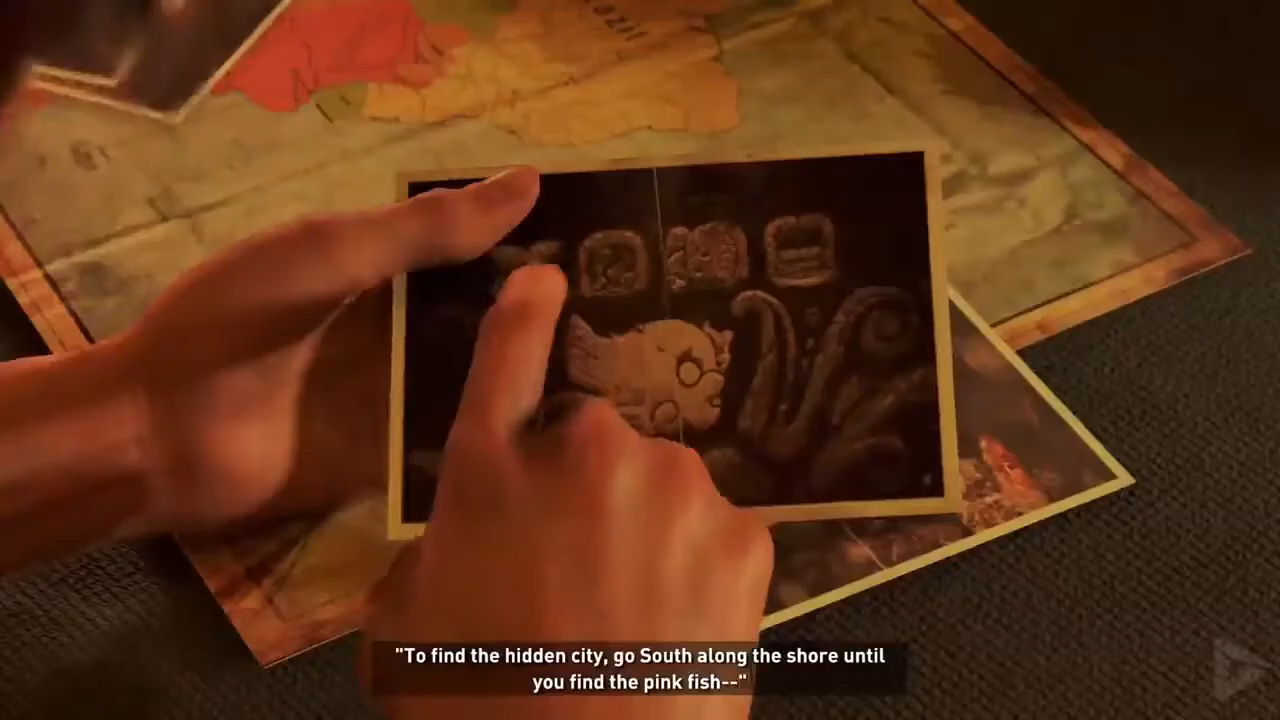 "To find the hidden city, go South along the shore until
you find the pink fish--"